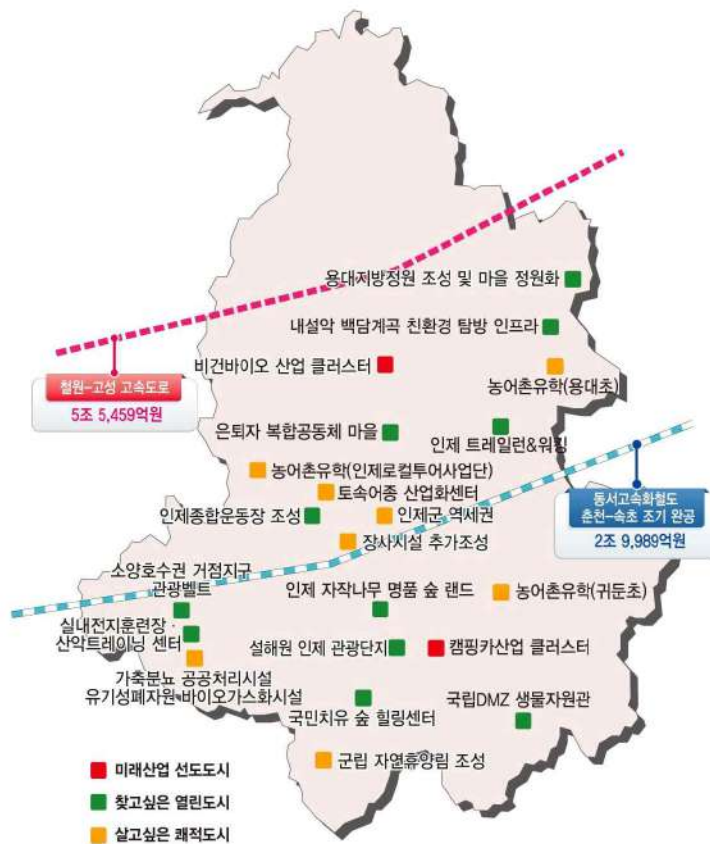 용대지방정원 조성 및 마을 정원화
내설악 백담계곡 친환경 탐방 인프라
비건바이오 산업 클러스터
농어촌유학(용대초)
철원-고성 고속도로
5조 5,459억원
은퇴자 복합공동체 마을
인제 트레일런&워킹
농어촌유학(인제로컬투어사업단)
토속어종 산업화센터
인제종합운동장 조성
인제군 역세권
동서고속화철도
춘천-속초 조기 완공
2조 9,989억원
장사시설 추가조성
소양호수권 거점지구
관광벨트
인제 자작나무 명품 숲 랜드
농어촌유학(귀둔초)
실내전지훈련장·
산악트레이닝 센터
설해원 인제 관광단지
캠핑카산업 클러스터
가축분뇨 공공처리시설
유기성폐자원 바이오가스화시설
국민치유 숲 힐링센터
국립DMZ 생물자원관
군립 자연휴양림 조성
미래산업 선도도시
찾고싶은 열린도시
살고싶은 쾌적도시